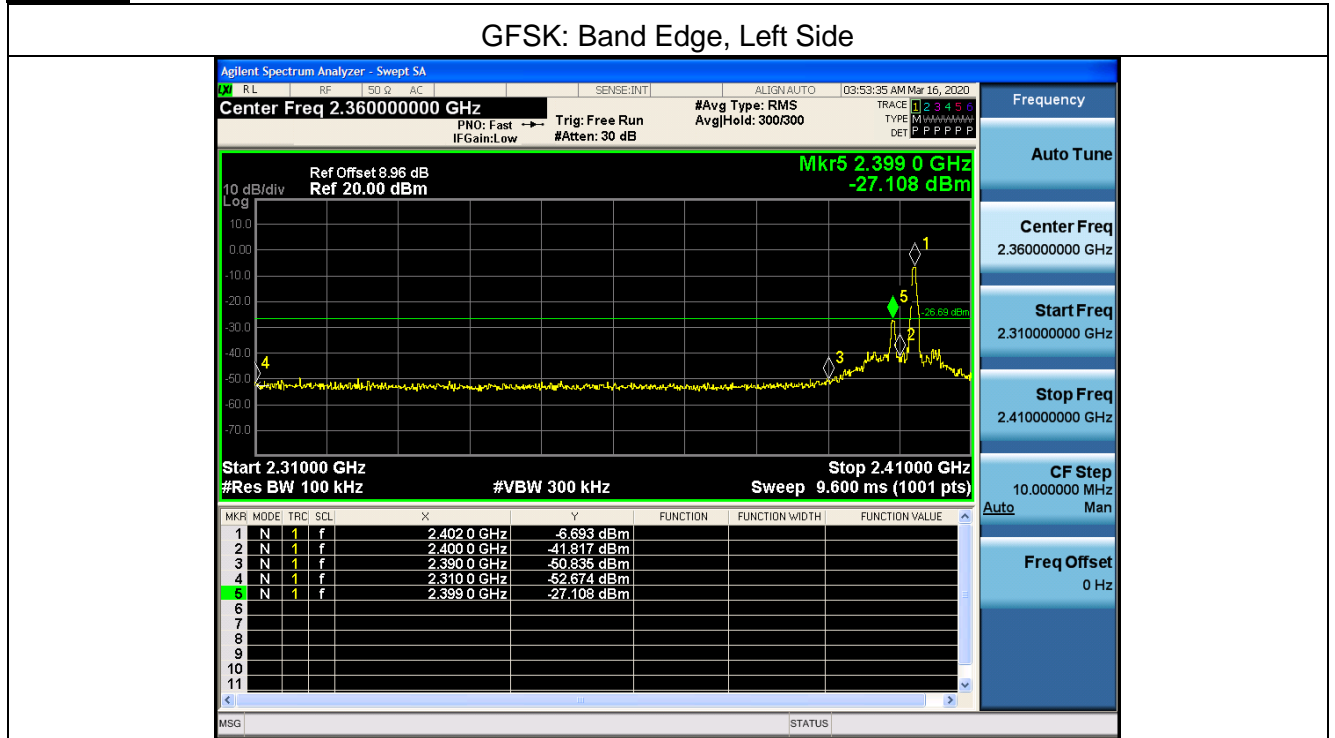 GFSK: Band Edge, Left Side
Agilent Spectrum Analyzer - Swept SA
LXI RL RF 50 Ω AC SENSE:INT ALIGN AUTO 03:53:35 AM Mar 16, 2020
Center Freq 2.360000000 GHz #Avg Type: RMS TRACE 1 2 3 4 5 6
PNO: Fast Trig: Free Run Avg|Hold: 300/300 TYPE M
IFGain:Low #Atten: 30 dB DET P P P P P P
Ref Offset 8.96 dB Mkr5 2.399 0 GHz
10 dB/div Ref 20.00 dBm -27.108 dBm
Log
10.0
0.00
-10.0
-20.0
-30.0
-40.0
-50.0
-60.0
-70.0
1
5
-26.69 dBm
2
3
4
Start 2.31000 GHz Stop 2.41000 GHz
#Res BW 100 kHz #VBW 300 kHz Sweep 9.600 ms (1001 pts)
MKR MODE TRC SCL X Y FUNCTION FUNCTION WIDTH FUNCTION VALUE
1 N 1 f 2.402 0 GHz -6.693 dBm
2 N 1 f 2.400 0 GHz -41.817 dBm
3 N 1 f 2.390 0 GHz -50.835 dBm
4 N 1 f 2.310 0 GHz -52.674 dBm
5 N 1 f 2.399 0 GHz -27.108 dBm
6
7
8
9
10
11
MSG STATUS
Frequency
Auto Tune
Center Freq
2.360000000 GHz
Start Freq
2.310000000 GHz
Stop Freq
2.410000000 GHz
CF Step
10.000000 MHz
Auto Man
Freq Offset
0 Hz